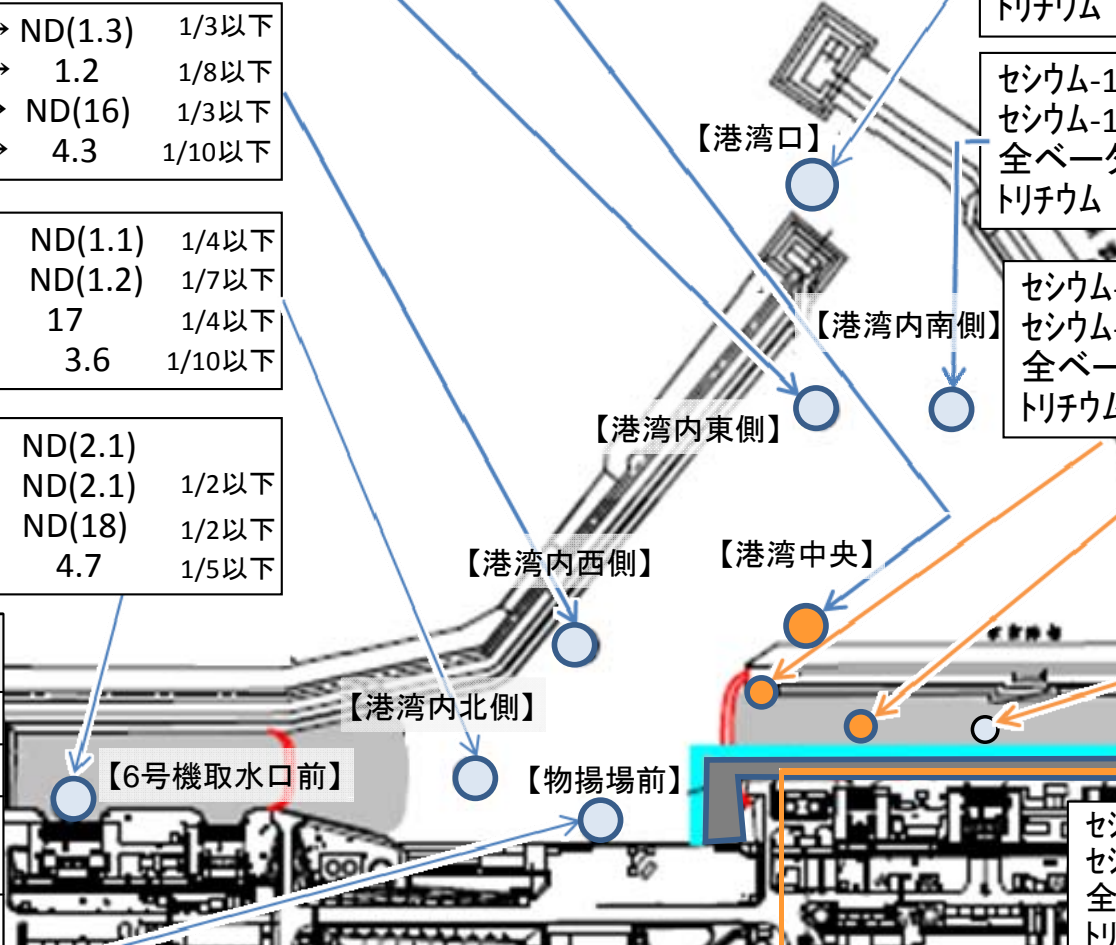 → ND(1.3) 1/3以下
→ 1.2 1/8以下
→ ND(16) 1/3以下
→ 4.3 1/10以下
ND(1.1) 1/4以下
ND(1.2) 1/7以下
17 1/4以下
3.6 1/10以下
ND(2.1)
ND(2.1) 1/2以下
ND(18) 1/2以下
4.7 1/5以下
トリチウム
セシウム-1
セシウム-1
全ベータ
トリチウム
セシウム-
セシウム-
全ベー
トリチウム
【港湾口】
【港湾内南側】
【港湾内東側】
【港湾内西側】
【港湾中央】
【港湾内北側】
【6号機取水口前】
【物揚場前】
セシ
セシ
全
トリ